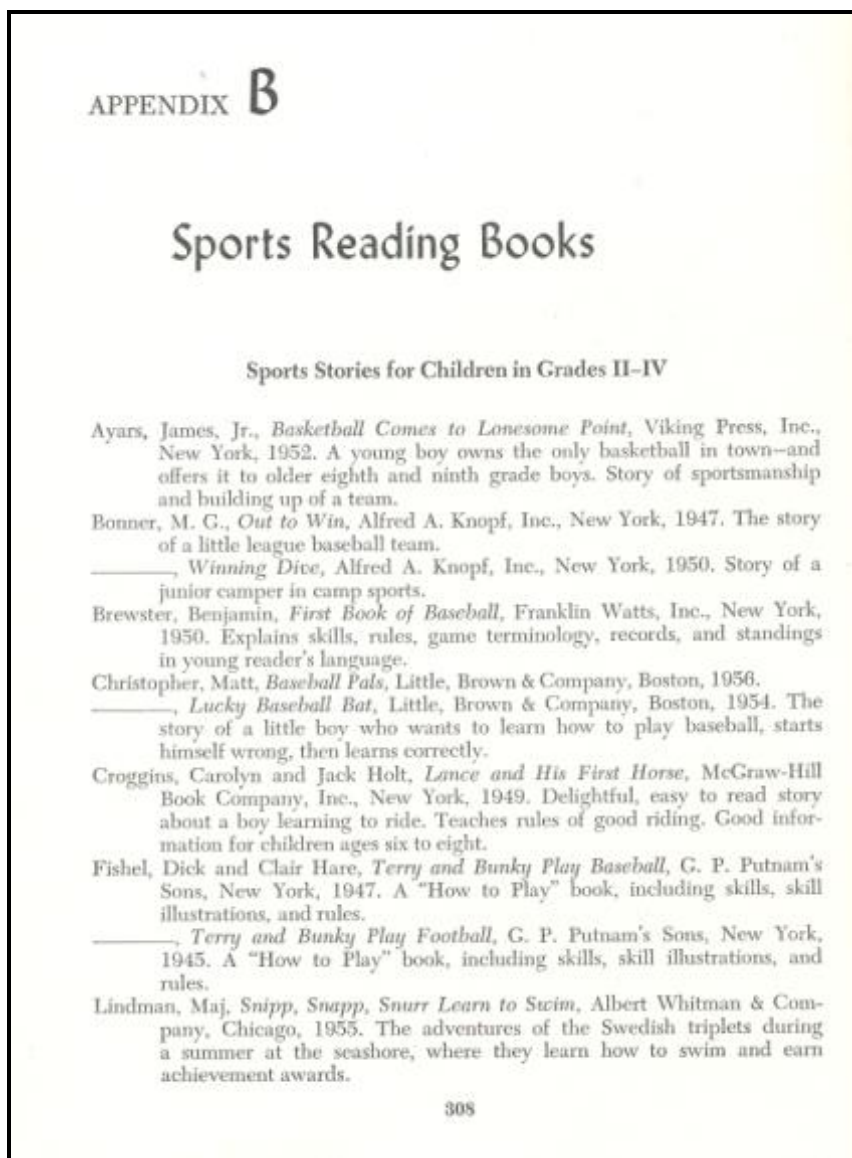 APPENDIX B
Sports Reading Books
Sports Stories for Children in Grades II–IV
Ayars, James, Jr., Basketball Comes to Lonesome Point, Viking Press, Inc.,
New York, 1952. A young boy owns the only basketball in town—and
offers it to older eighth and ninth grade boys. Story of sportsmanship
and building up of a team.
Bonner, M. G., Out to Win, Alfred A. Knopf, Inc., New York, 1947. The story
of a little league baseball team.
________, Winning Dive, Alfred A. Knopf, Inc., New York, 1950. Story of a
junior camper in camp sports.
Brewster, Benjamin, First Book of Baseball, Franklin Watts, Inc., New York,
1950. Explains skills, rules, game terminology, records, and standings
in young reader's language.
Christopher, Matt, Baseball Pals, Little, Brown & Company, Boston, 1956.
________, Lucky Baseball Bat, Little, Brown & Company, Boston, 1954. The
story of a little boy who wants to learn how to play baseball, starts
himself wrong, then learns correctly.
Croggins, Carolyn and Jack Holt, Lance and His First Horse, McGraw-Hill
Book Company, Inc., New York, 1949. Delightful, easy to read story
about a boy learning to ride. Teaches rules of good riding. Good infor-
mation for children ages six to eight.
Fishel, Dick and Clair Hare, Terry and Bunky Play Baseball, G. P. Putnam's
Sons, New York, 1947. A "How to Play" book, including skills, skill
illustrations, and rules.
________, Terry and Bunky Play Football, G. P. Putnam's Sons, New York,
1945. A "How to Play" book, including skills, skill illustrations, and
rules.
Lindman, Maj, Snipp, Snapp, Snurr Learn to Swim, Albert Whitman & Com-
pany, Chicago, 1955. The adventures of the Swedish triplets during
a summer at the seashore, where they learn how to swim and earn
achievement awards.
308